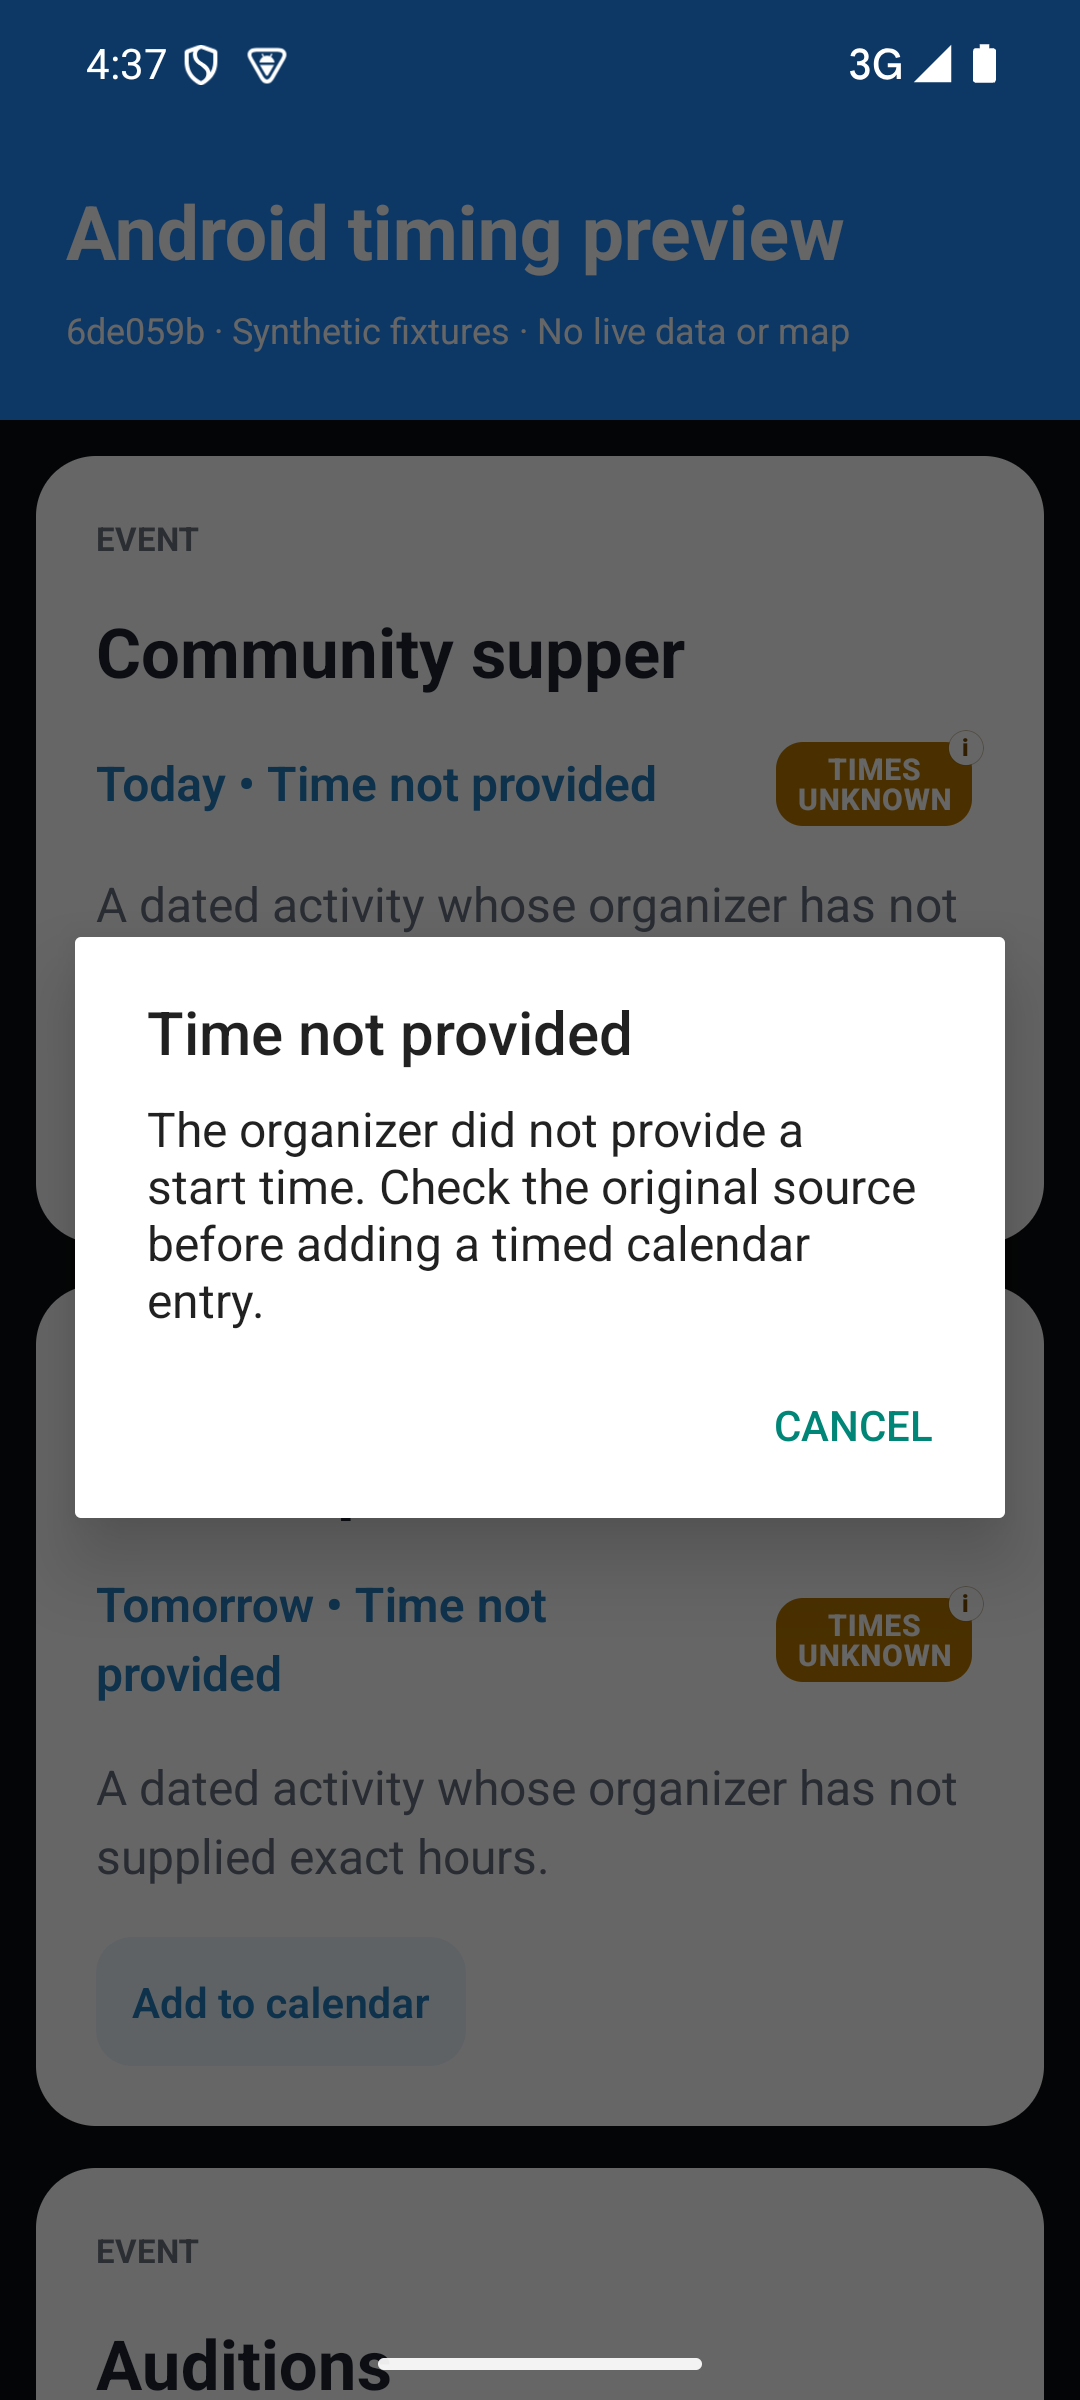 4:37
3G
Android timing preview
6de059b · Synthetic fixtures · No live data or map
EVENT
Community supper
Today • Time not provided
TIMES
UNKNOWN
i
A dated activity whose organizer has not
Time not provided
The organizer did not provide a
start time. Check the original source
before adding a timed calendar
entry.
CANCEL
Tomorrow • Time not
provided
TIMES
UNKNOWN
i
A dated activity whose organizer has not
supplied exact hours.
Add to calendar
EVENT
Auditions